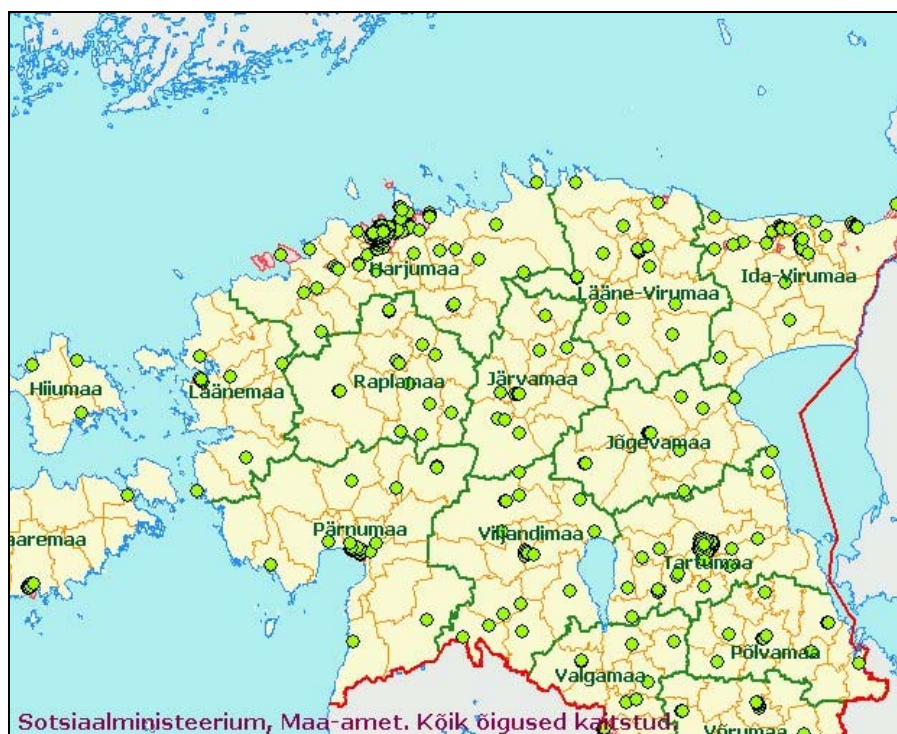 Harjumaa
Ida-Virumaa
Lääne-Virumaa
Hiiumaa
Läänemaa
Raplamaa
Järvamaa
Jõgevamaa
Pärnumaa
Viljandimaa
aaremaa
Tartumaa
Põlvamaa
Valgamaa
Võrumaa
Sotsiaalministeerium, Maa-amet. Kõik õigused kaitstud.